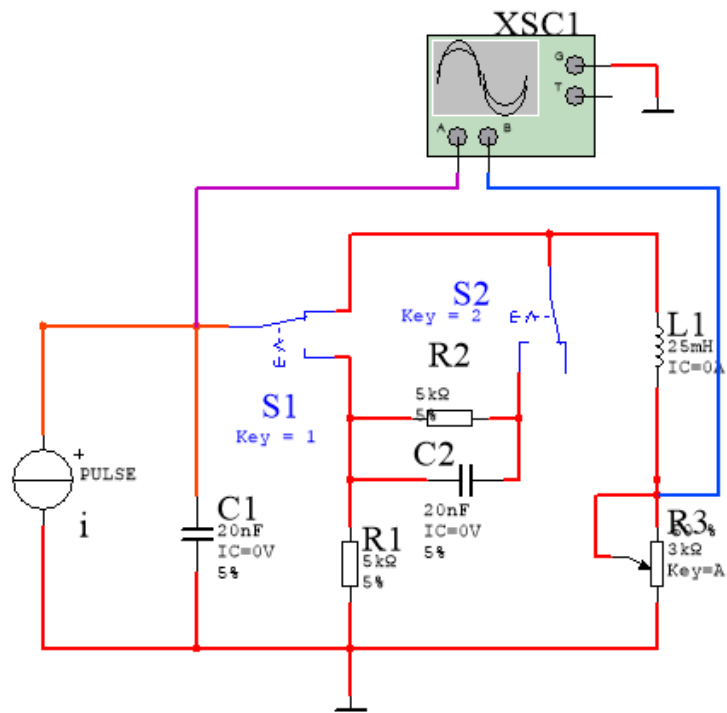 XSC1
G
T
A
B
S2
Key = 2
L1
25mH
IC=0A
R2
5kΩ
5%
S1
Key = 1
+
PULSE
i
C2
20nF
IC=0V
5%
C1
20nF
IC=0V
5%
R1
5kΩ
5%
R3
3kΩ
Key=A